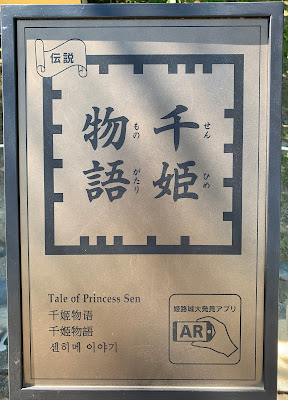 伝説
千姫
せんひめ
物語
ものがたり
Tale of Princess Sen
千姬物语
千姬物語
센히메 이야기
姫路城大発見アプリ
AR